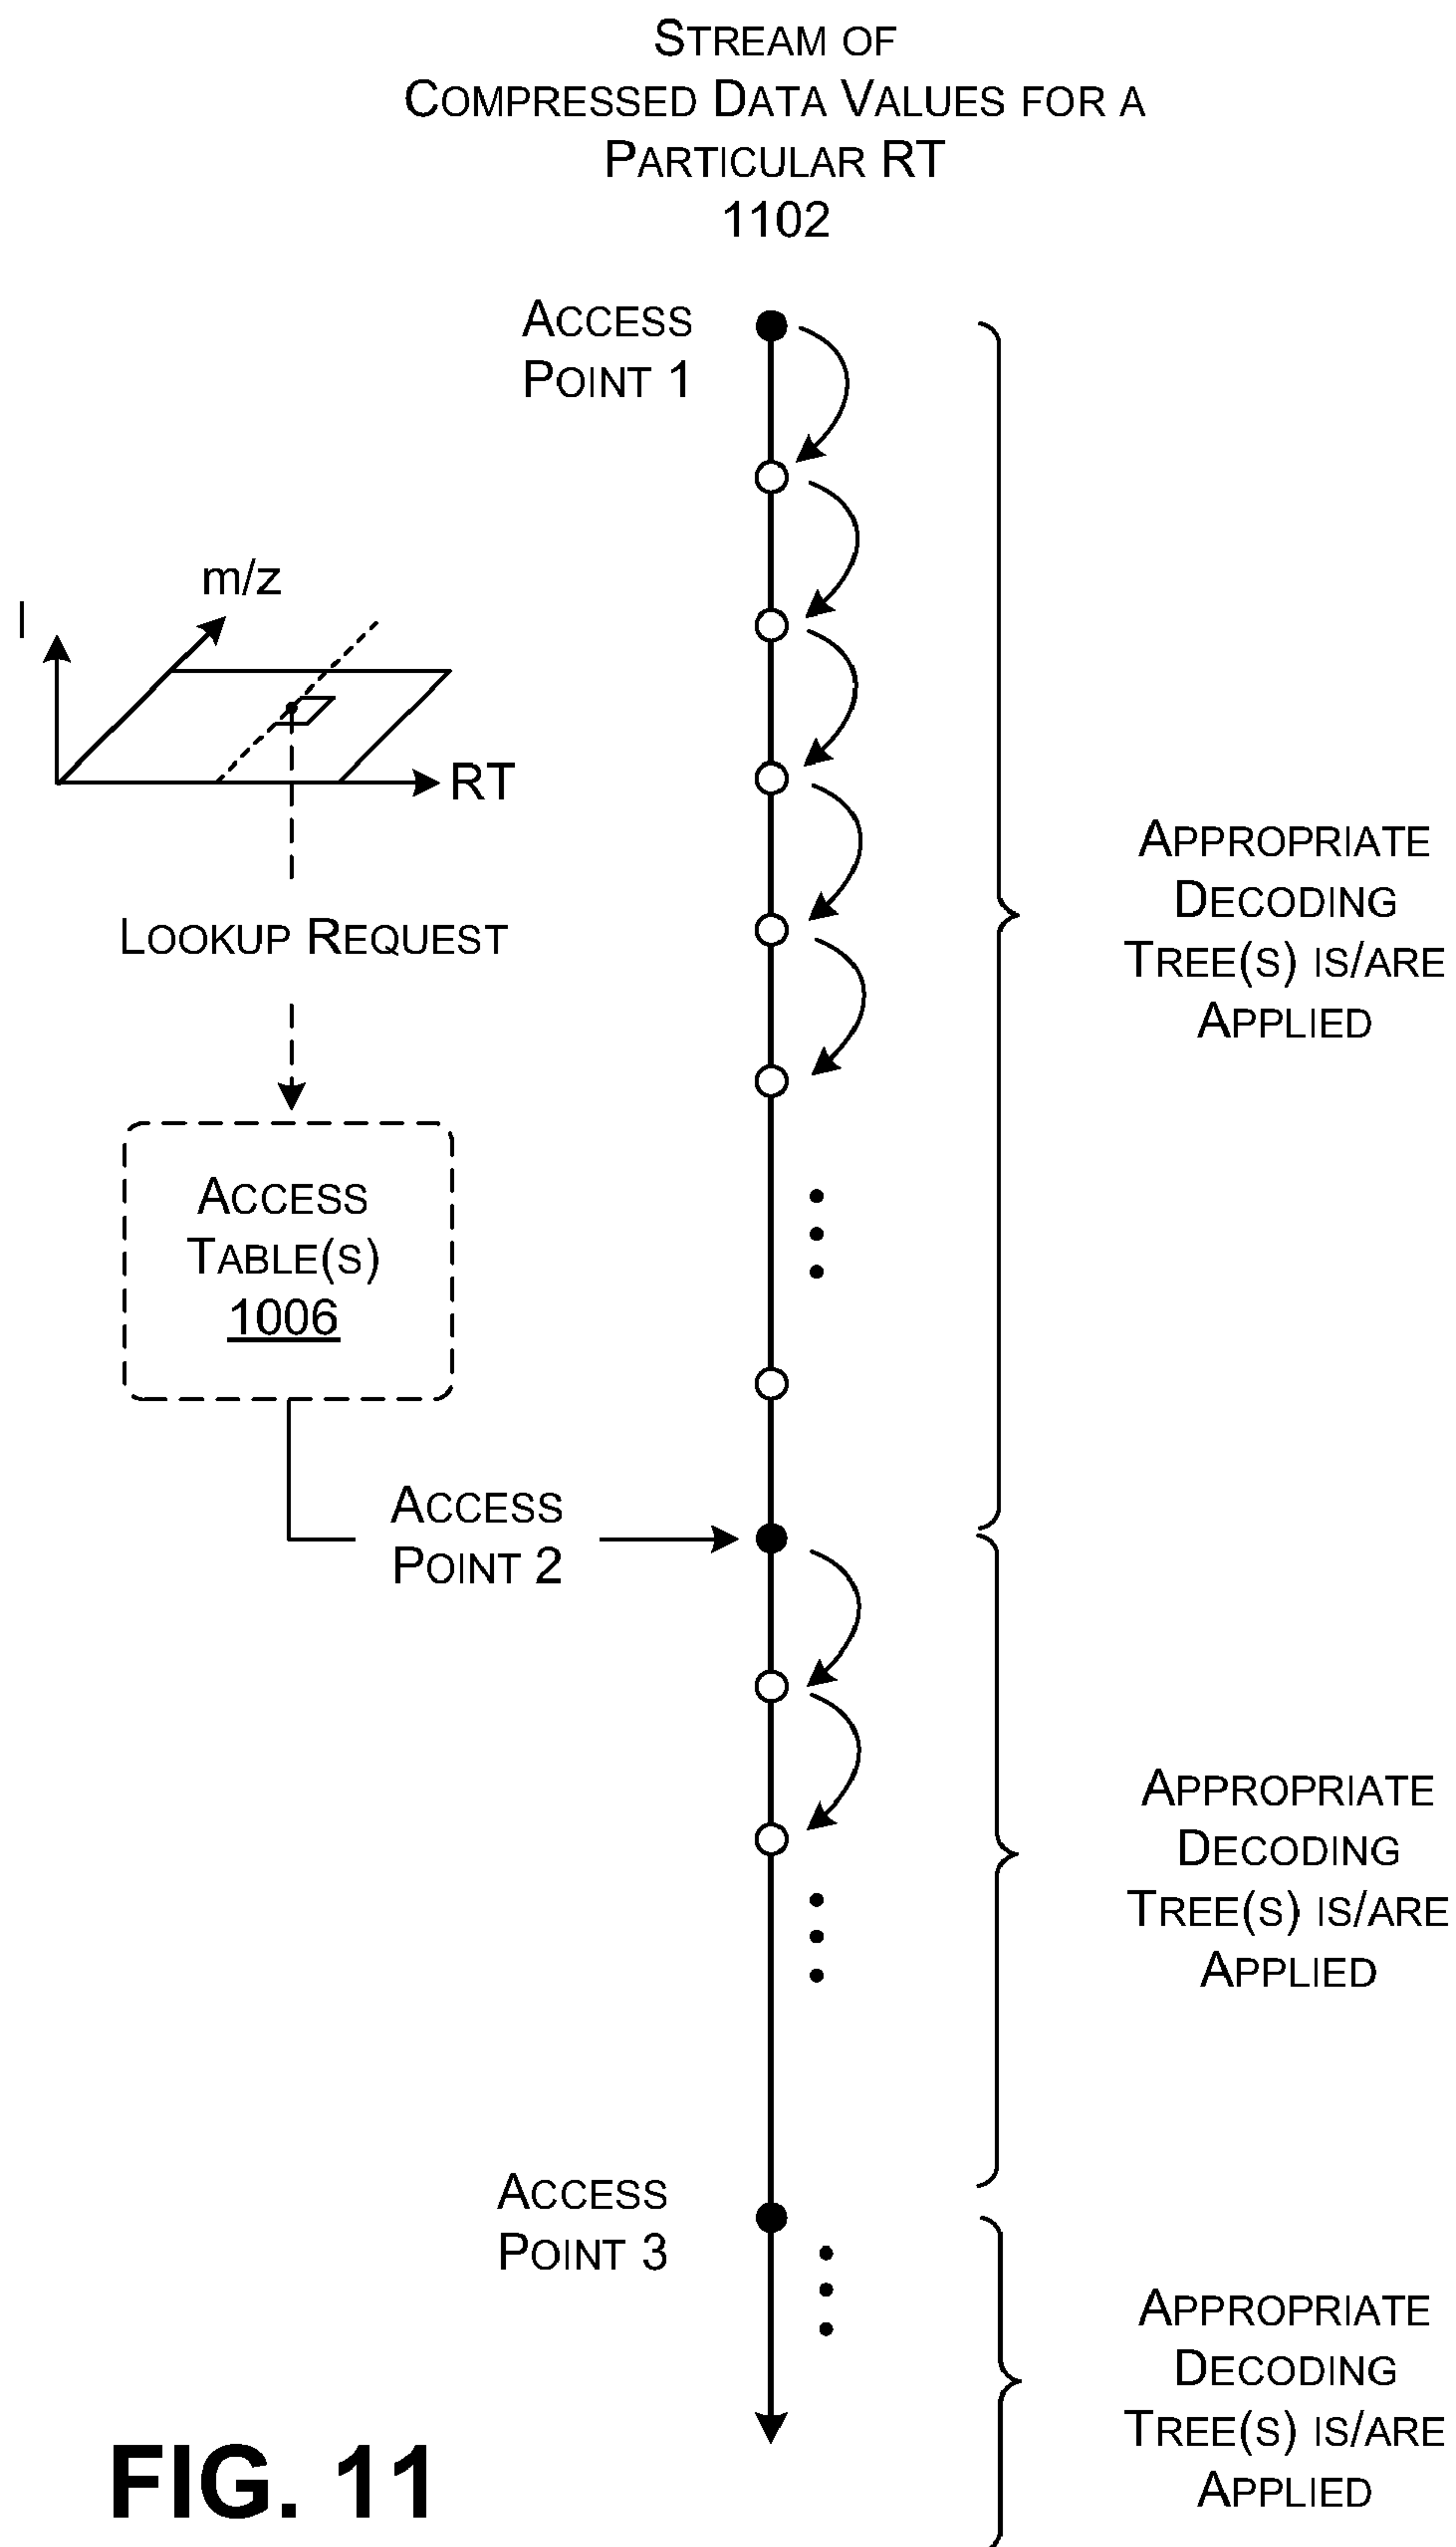 STREAM OF
COMPRESSED DATA VALUES FOR A
PARTICULAR RT
1102
ACCESS
POINT 1
m/z
I
RT
LOOKUP REQUEST
APPROPRIATE
DECODING
TREE(S) IS/ARE
APPLIED
ACCESS
TABLE(S)
1006
ACCESS
POINT 2
APPROPRIATE
DECODING
TREE(S) IS/ARE
APPLIED
ACCESS
POINT 3
APPROPRIATE
DECODING
TREE(S) IS/ARE
APPLIED
FIG. 11